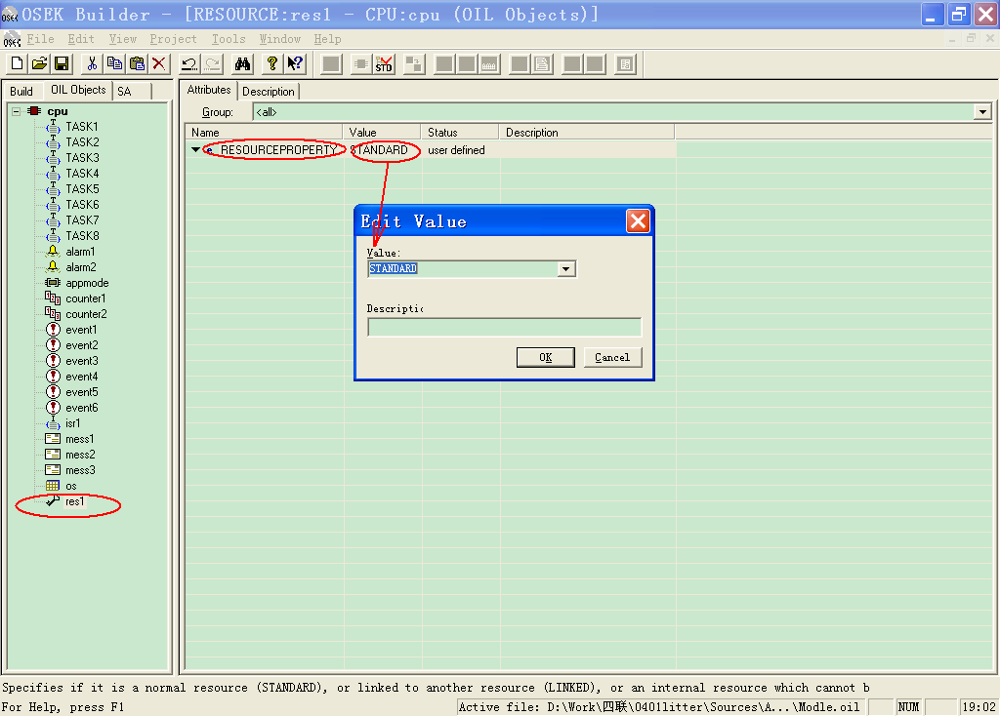 OSEK Builder - [RESOURCE:res1 - CPU:cpu (OIL Objects)]
File Edit View Project Tools Window Help
STD
Build OIL Objects SA
Attributes Description
Group: <all>
Name Value Status Description
RESOURCEPROPERTY STANDARD user defined
cpu
TASK1
TASK2
TASK3
TASK4
TASK5
TASK6
TASK7
TASK8
alarm1
alarm2
appmode
counter1
counter2
event1
event2
event3
event4
event5
event6
isr1
mess1
mess2
mess3
os
res1
Edit Value
Value:
STANDARD
Descriptic
OK Cancel
Specifies if it is a normal resource (STANDARD), or linked to another resource (LINKED), or an internal resource which cannot b
For Help, press F1
Active file: D:\Work\四联\0401litter\Sources\A...\Modle.oil NUM 19:02